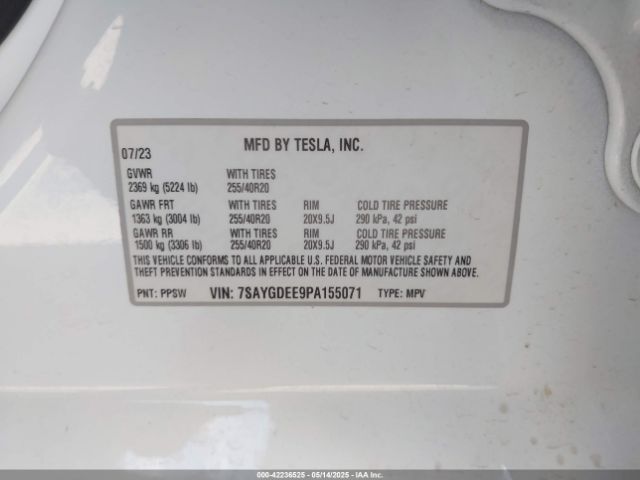 MFD BY TESLA, INC.
07/23
GVWR WITH TIRES
2369 kg (5224 lb) 255/40R20
GAWR FRT WITH TIRES RIM COLD TIRE PRESSURE
1363 kg (3004 lb) 255/40R20 20X9.5J 290 kPa, 42 psi
GAWR RR WITH TIRES RIM COLD TIRE PRESSURE
1500 kg (3306 lb) 255/40R20 20X9.5J 290 kPa, 42 psi
THIS VEHICLE CONFORMS TO ALL APPLICABLE U.S. FEDERAL MOTOR VEHICLE SAFETY AND
THEFT PREVENTION STANDARDS IN EFFECT ON THE DATE OF MANUFACTURE SHOWN ABOVE.
PNT: PPSW VIN: 7SAYGDEE9PA155071 TYPE: MPV
000-42236525 - 05/14/2025 - IAAI Inc.